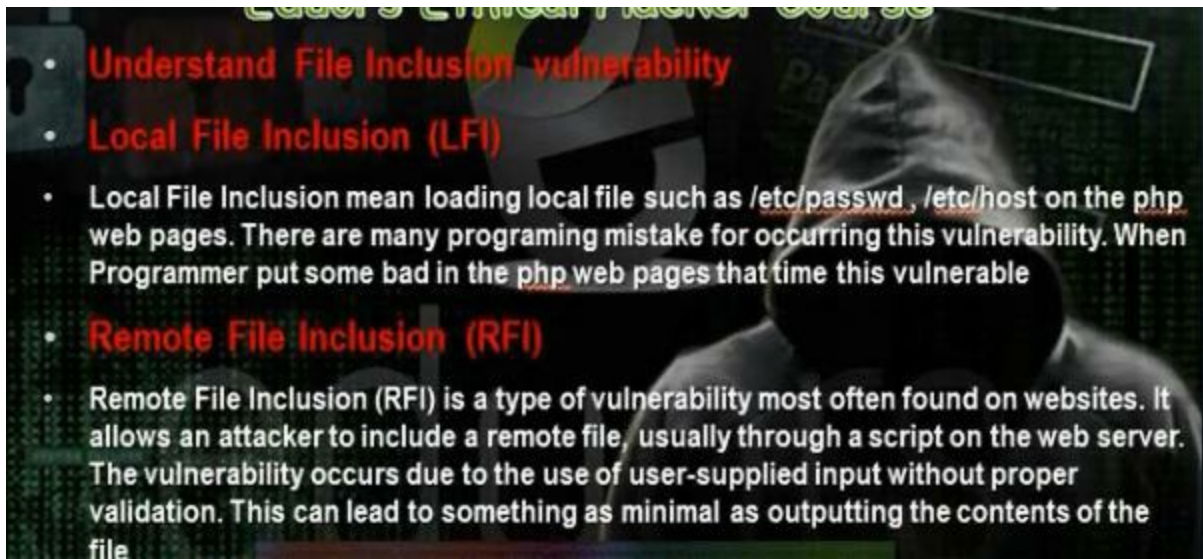 Ethical Hacker Course
Understand File Inclusion vulnerability
Local File Inclusion (LFI)
Local File Inclusion mean loading local file such as /etc/passwd , /etc/host on the php
web pages. There are many programing mistake for occurring this vulnerability. When
Programmer put some bad in the php web pages that time this vulnerable
Remote File Inclusion (RFI)
Remote File Inclusion (RFI) is a type of vulnerability most often found on websites. It
allows an attacker to include a remote file, usually through a script on the web server.
The vulnerability occurs due to the use of user-supplied input without proper
validation. This can lead to something as minimal as outputting the contents of the
file